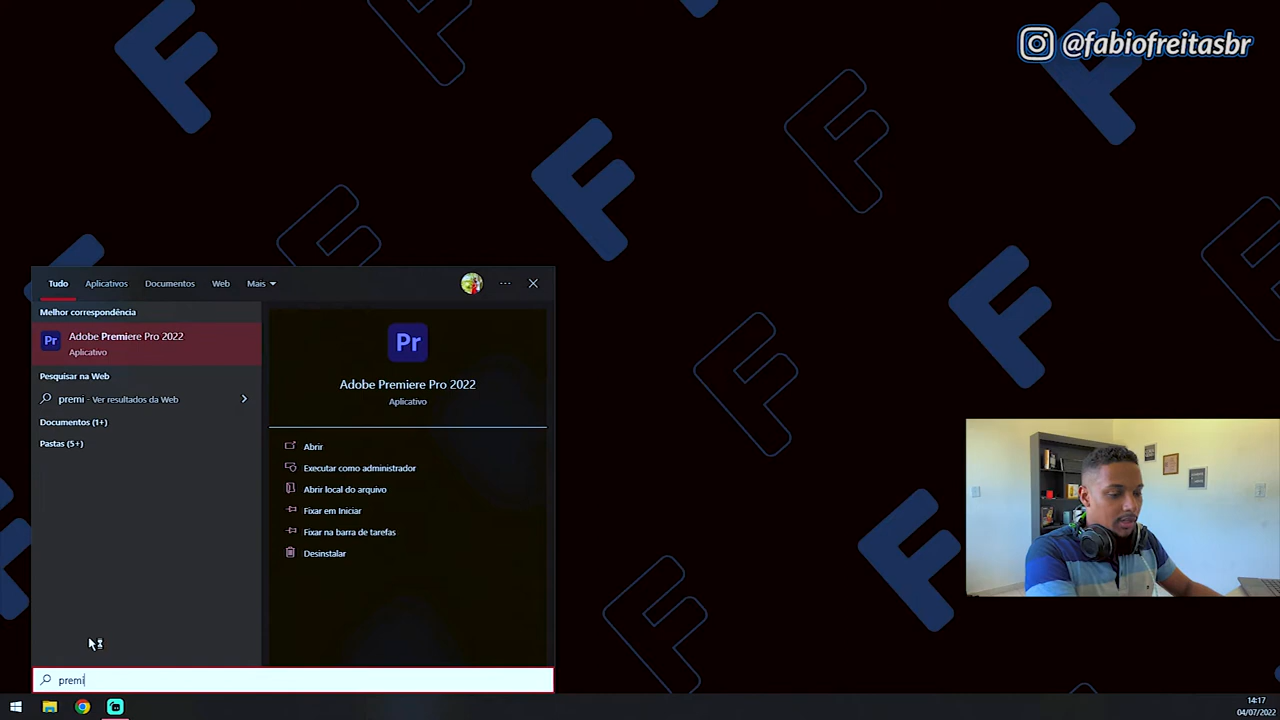 @fabiofreitasbr
Tudo Aplicativos Documentos Web Mais
Melhor correspondência
Pr Adobe Premiere Pro 2022
Aplicativo
Pesquisar na Web
premi - Ver resultados da Web
Documentos (1+)
Pastas (5+)
Pr
Adobe Premiere Pro 2022
Aplicativo
Abrir
Executar como administrador
Abrir local do arquivo
Fixar em Iniciar
Fixar na barra de tarefas
Desinstalar
premi
14:17
04/07/2022